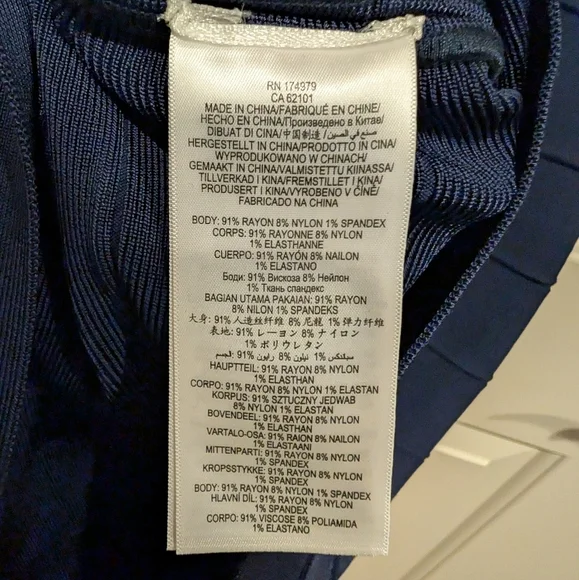 RN 174979
CA 62101
MADE IN CHINA/FABRIQUÉ EN CHINE/
HECHO EN CHINA/Произведено в Китае/
DIBUAT DI CINA/中国制造 / صنع في الصين/
HERGESTELLT IN CHINA/PRODOTTO IN CINA/
WYPRODUKOWANO W CHINACH/
GEMAAKT IN CHINA/VALMISTETTU KIINASSA/
TILLVERKAD I KINA/FREMSTILLET I KINA/
PRODUSERT I KINA/VYROBENO V ČÍNĚ/
FABRICADO NA CHINA
BODY: 91% RAYON 8% NYLON 1% SPANDEX
CORPS: 91% RAYONNE 8% NYLON
1% ELASTHANNE
CUERPO: 91% RAYÓN 8% NAILON
1% ELASTANO
Боди: 91% Вискоза 8% Нейлон
1% Ткань спандекс
BAGIAN UTAMA PAKAIAN: 91% RAYON
8% NILON 1% SPANDEKS
大身: 91% 人造丝纤维 8% 尼龍 1% 弹力纤维
表地: 91% レーヨン 8% ナイロン
1% ポリウレタン
الجسم: 91% رايون 8% نيلون 1% سبانdكس
HAUPTTEIL: 91% RAYON 8% NYLON
1% ELASTHAN
CORPO: 91% RAYON 8% NYLON 1% ELASTAN
KORPUS: 91% SZTUCZNY JEDWAB
8% NYLON 1% ELASTAN
BOVENDEEL: 91% RAYON 8% NYLON
1% ELASTHAN
VARTALO-OSA: 91% RAION 8% NAILON
1% ELASTAANI
MITTENPARTI: 91% RAYON 8% NYLON
1% SPANDEX
KROPSSTYKKE: 91% RAYON 8% NYLON
1% SPANDEX
BODY: 91% RAYON 8% NYLON 1% SPANDEX
HLAVNÍ DÍL: 91% RAYON 8% NYLON
1% SPANDEX
CORPO: 91% VISCOSE 8% POLIAMIDA
1% ELASTANO